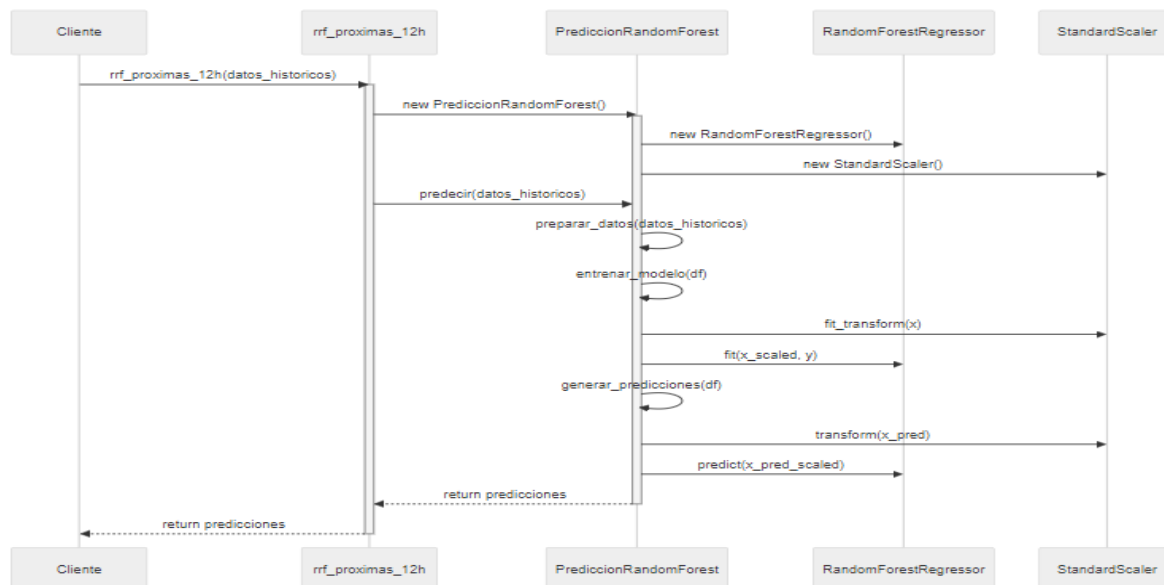 Cliente
rrf_proximas_12h
PrediccionRandomForest
RandomForestRegressor
StandardScaler
rrf_proximas_12h(datos_historicos)
new PrediccionRandomForest()
new RandomForestRegressor()
new StandardScaler()
predecir(datos_historicos)
preparar_datos(datos_historicos)
entrenar_modelo(df)
fit_transform(x)
fit(x_scaled, y)
generar_predicciones(df)
transform(x_pred)
predict(x_pred_scaled)
return predicciones
return predicciones
Cliente
rrf_proximas_12h
PrediccionRandomForest
RandomForestRegressor
StandardScaler